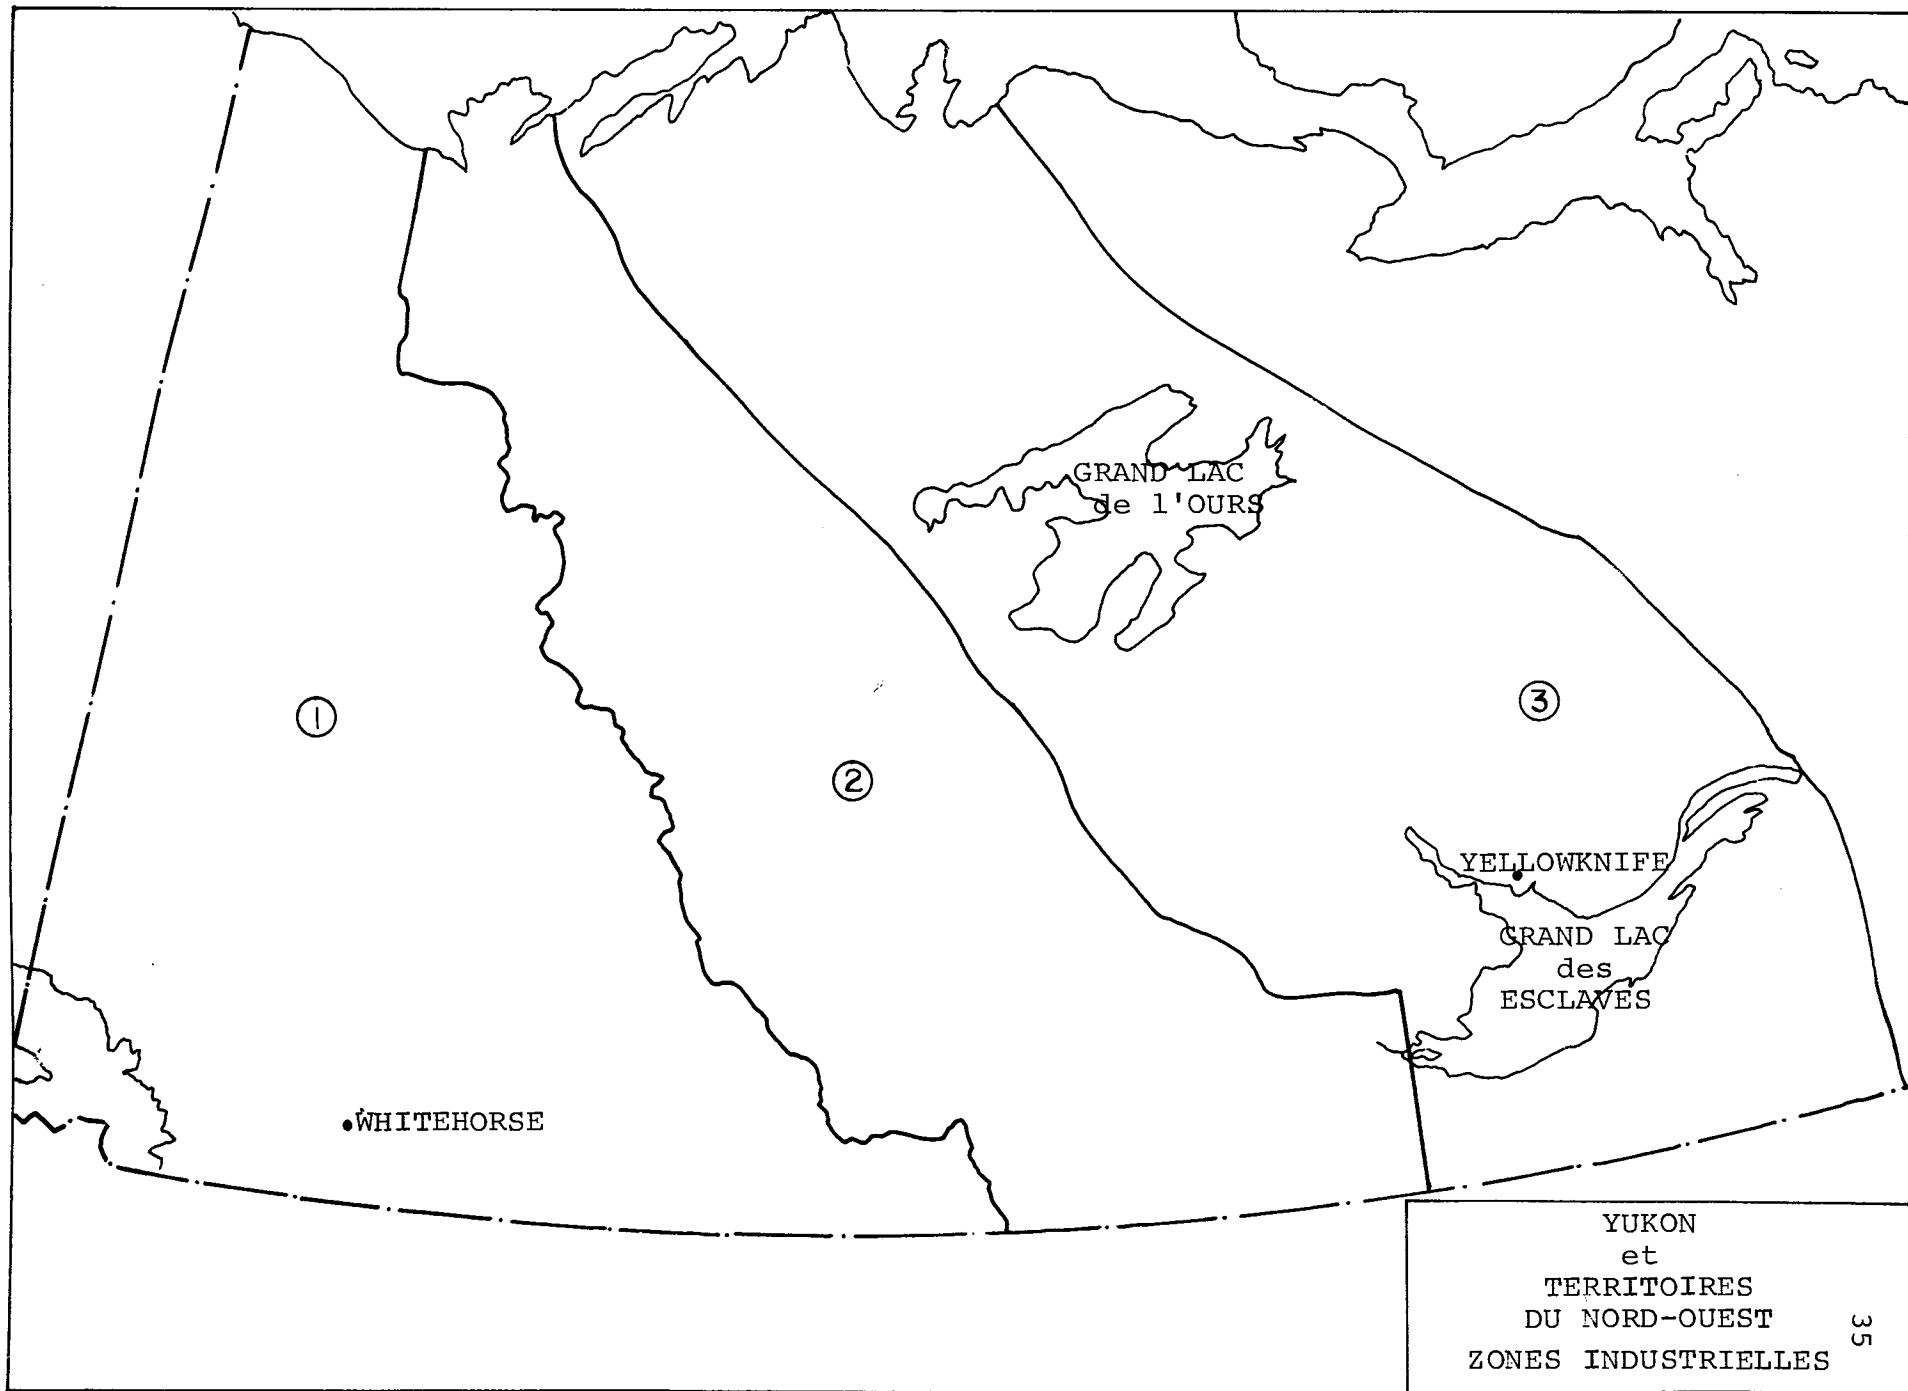 GRAND LAC
de l'OURS
①
②
③
YELLOWKNIFE
GRAND LAC
des
ESCLAVES
WHITEHORSE
YUKON
et
TERRITOIRES
DU NORD-OUEST
ZONES INDUSTRIELLES
35